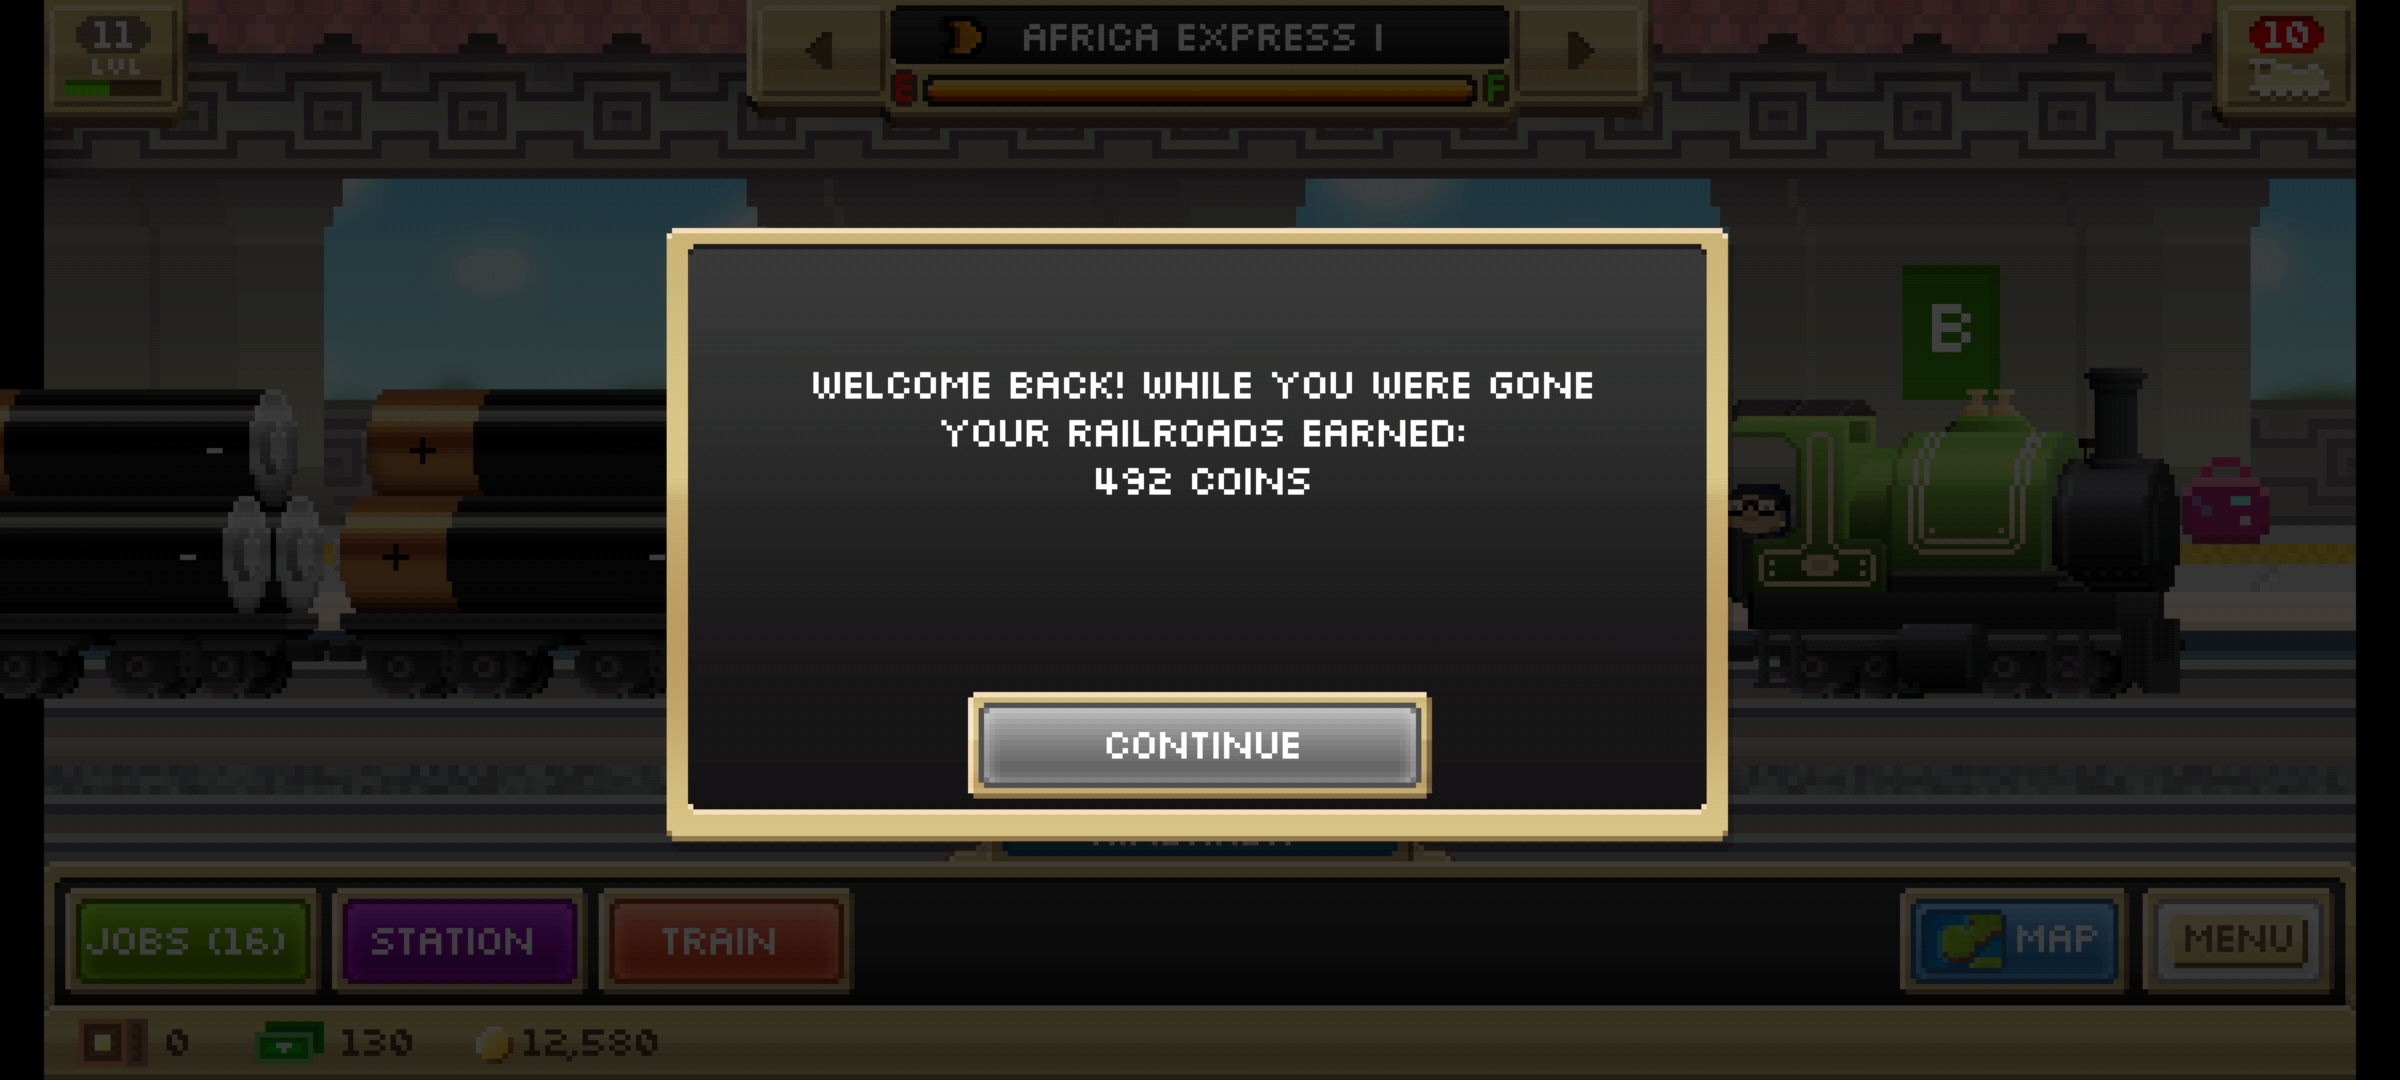 11
LVL
AFRICA EXPRESS I
E
F
10
B
WELCOME BACK! WHILE YOU WERE GONE
YOUR RAILROADS EARNED:
492 COINS
+
-
+
-
-
CONTINUE
JOBS (16)
STATION
TRAIN
MAP
MENU
0
130
12,580